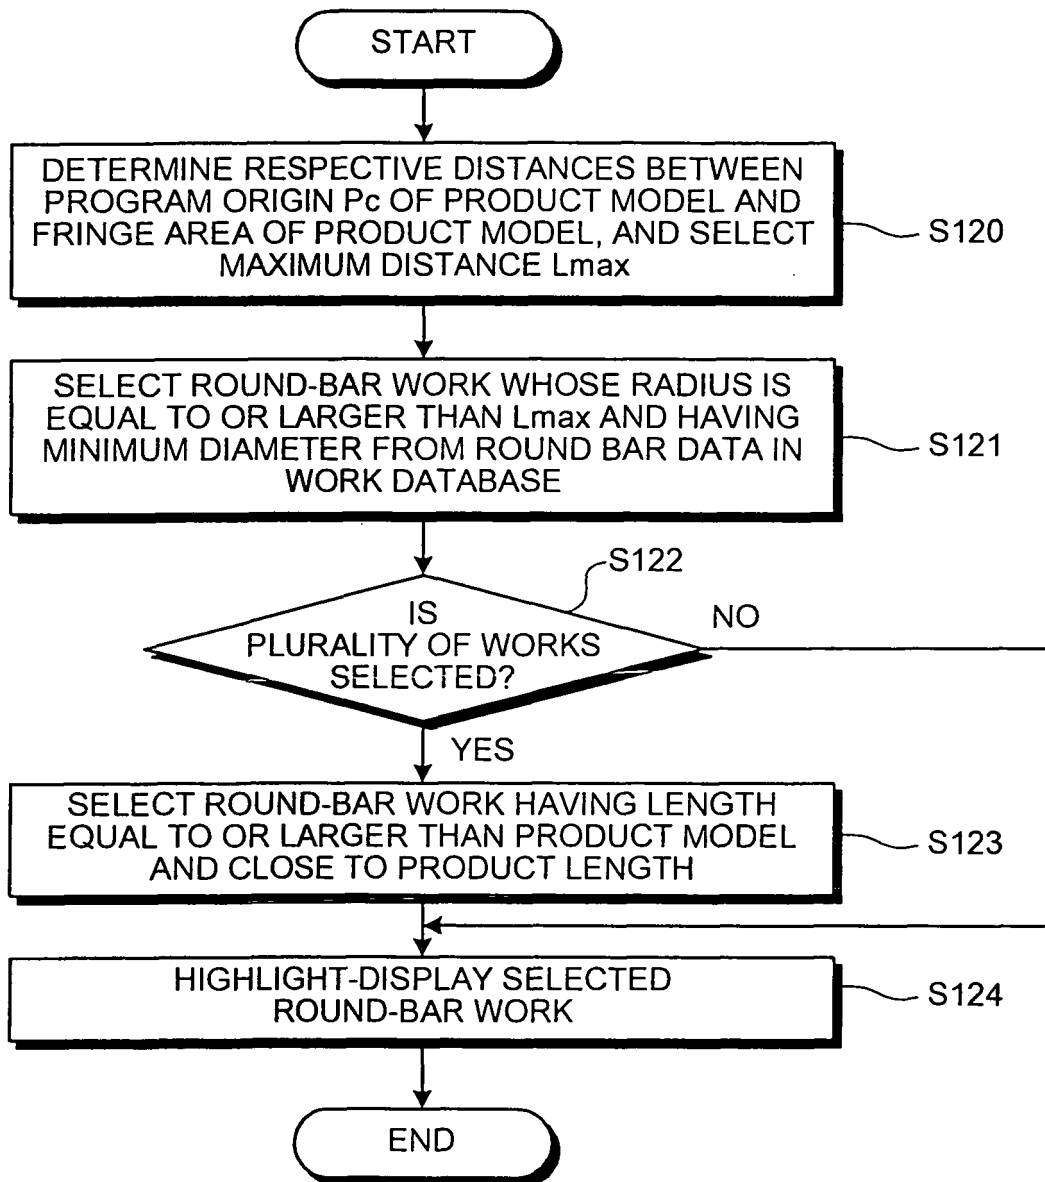 START
DETERMINE RESPECTIVE DISTANCES BETWEEN
PROGRAM ORIGIN Pc OF PRODUCT MODEL AND
FRINGE AREA OF PRODUCT MODEL, AND SELECT
MAXIMUM DISTANCE Lmax
S120
SELECT ROUND-BAR WORK WHOSE RADIUS IS
EQUAL TO OR LARGER THAN Lmax AND HAVING
MINIMUM DIAMETER FROM ROUND BAR DATA IN
WORK DATABASE
S121
S122
IS
PLURALITY OF WORKS
SELECTED?
NO
YES
SELECT ROUND-BAR WORK HAVING LENGTH
EQUAL TO OR LARGER THAN PRODUCT MODEL
AND CLOSE TO PRODUCT LENGTH
S123
HIGHLIGHT-DISPLAY SELECTED
ROUND-BAR WORK
S124
END